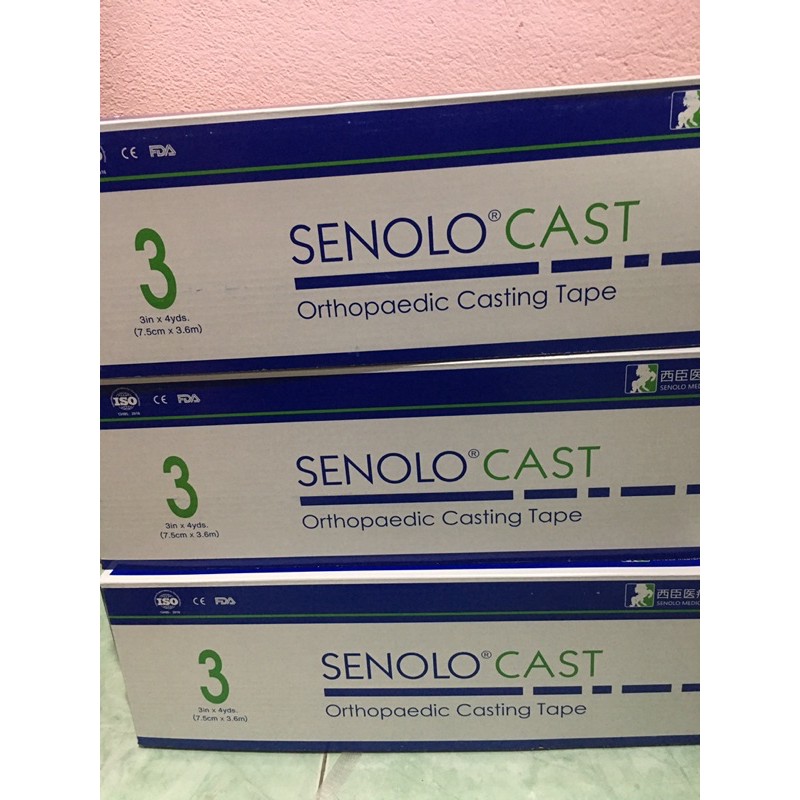 CE FDA
SENOLO® CAST
3
Orthopaedic Casting Tape
3in x 4yds.
(7.5cm x 3.6m)
ISO CE FDA
西臣医
SENOLO MED
SENOLO® CAST
3
Orthopaedic Casting Tape
3in x 4yds.
(7.5cm x 3.6m)
ISO CE FDA
西臣医疗
SENOLO MEDIC
SENOLO® CAST
3
Orthopaedic Casting Tape
3in x 4yds.
(7.5cm x 3.6m)